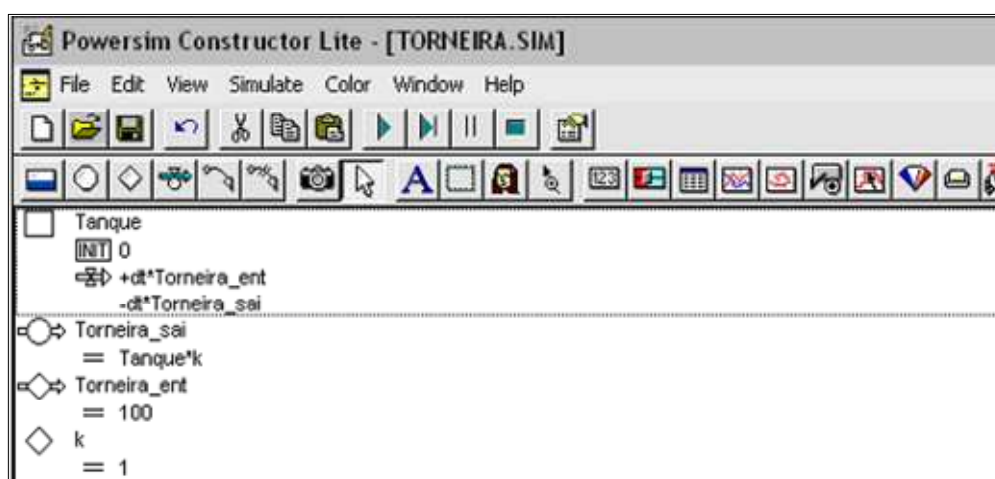 Powersim Constructor Lite - [TORNEIRA.SIM]
File Edit View Simulate Color Window Help
A 123
Tanque
INIT 0
+dt*Torneira_ent
-dt*Torneira_sai
Torneira_sai
= Tanque*k
Torneira_ent
= 100
k
= 1